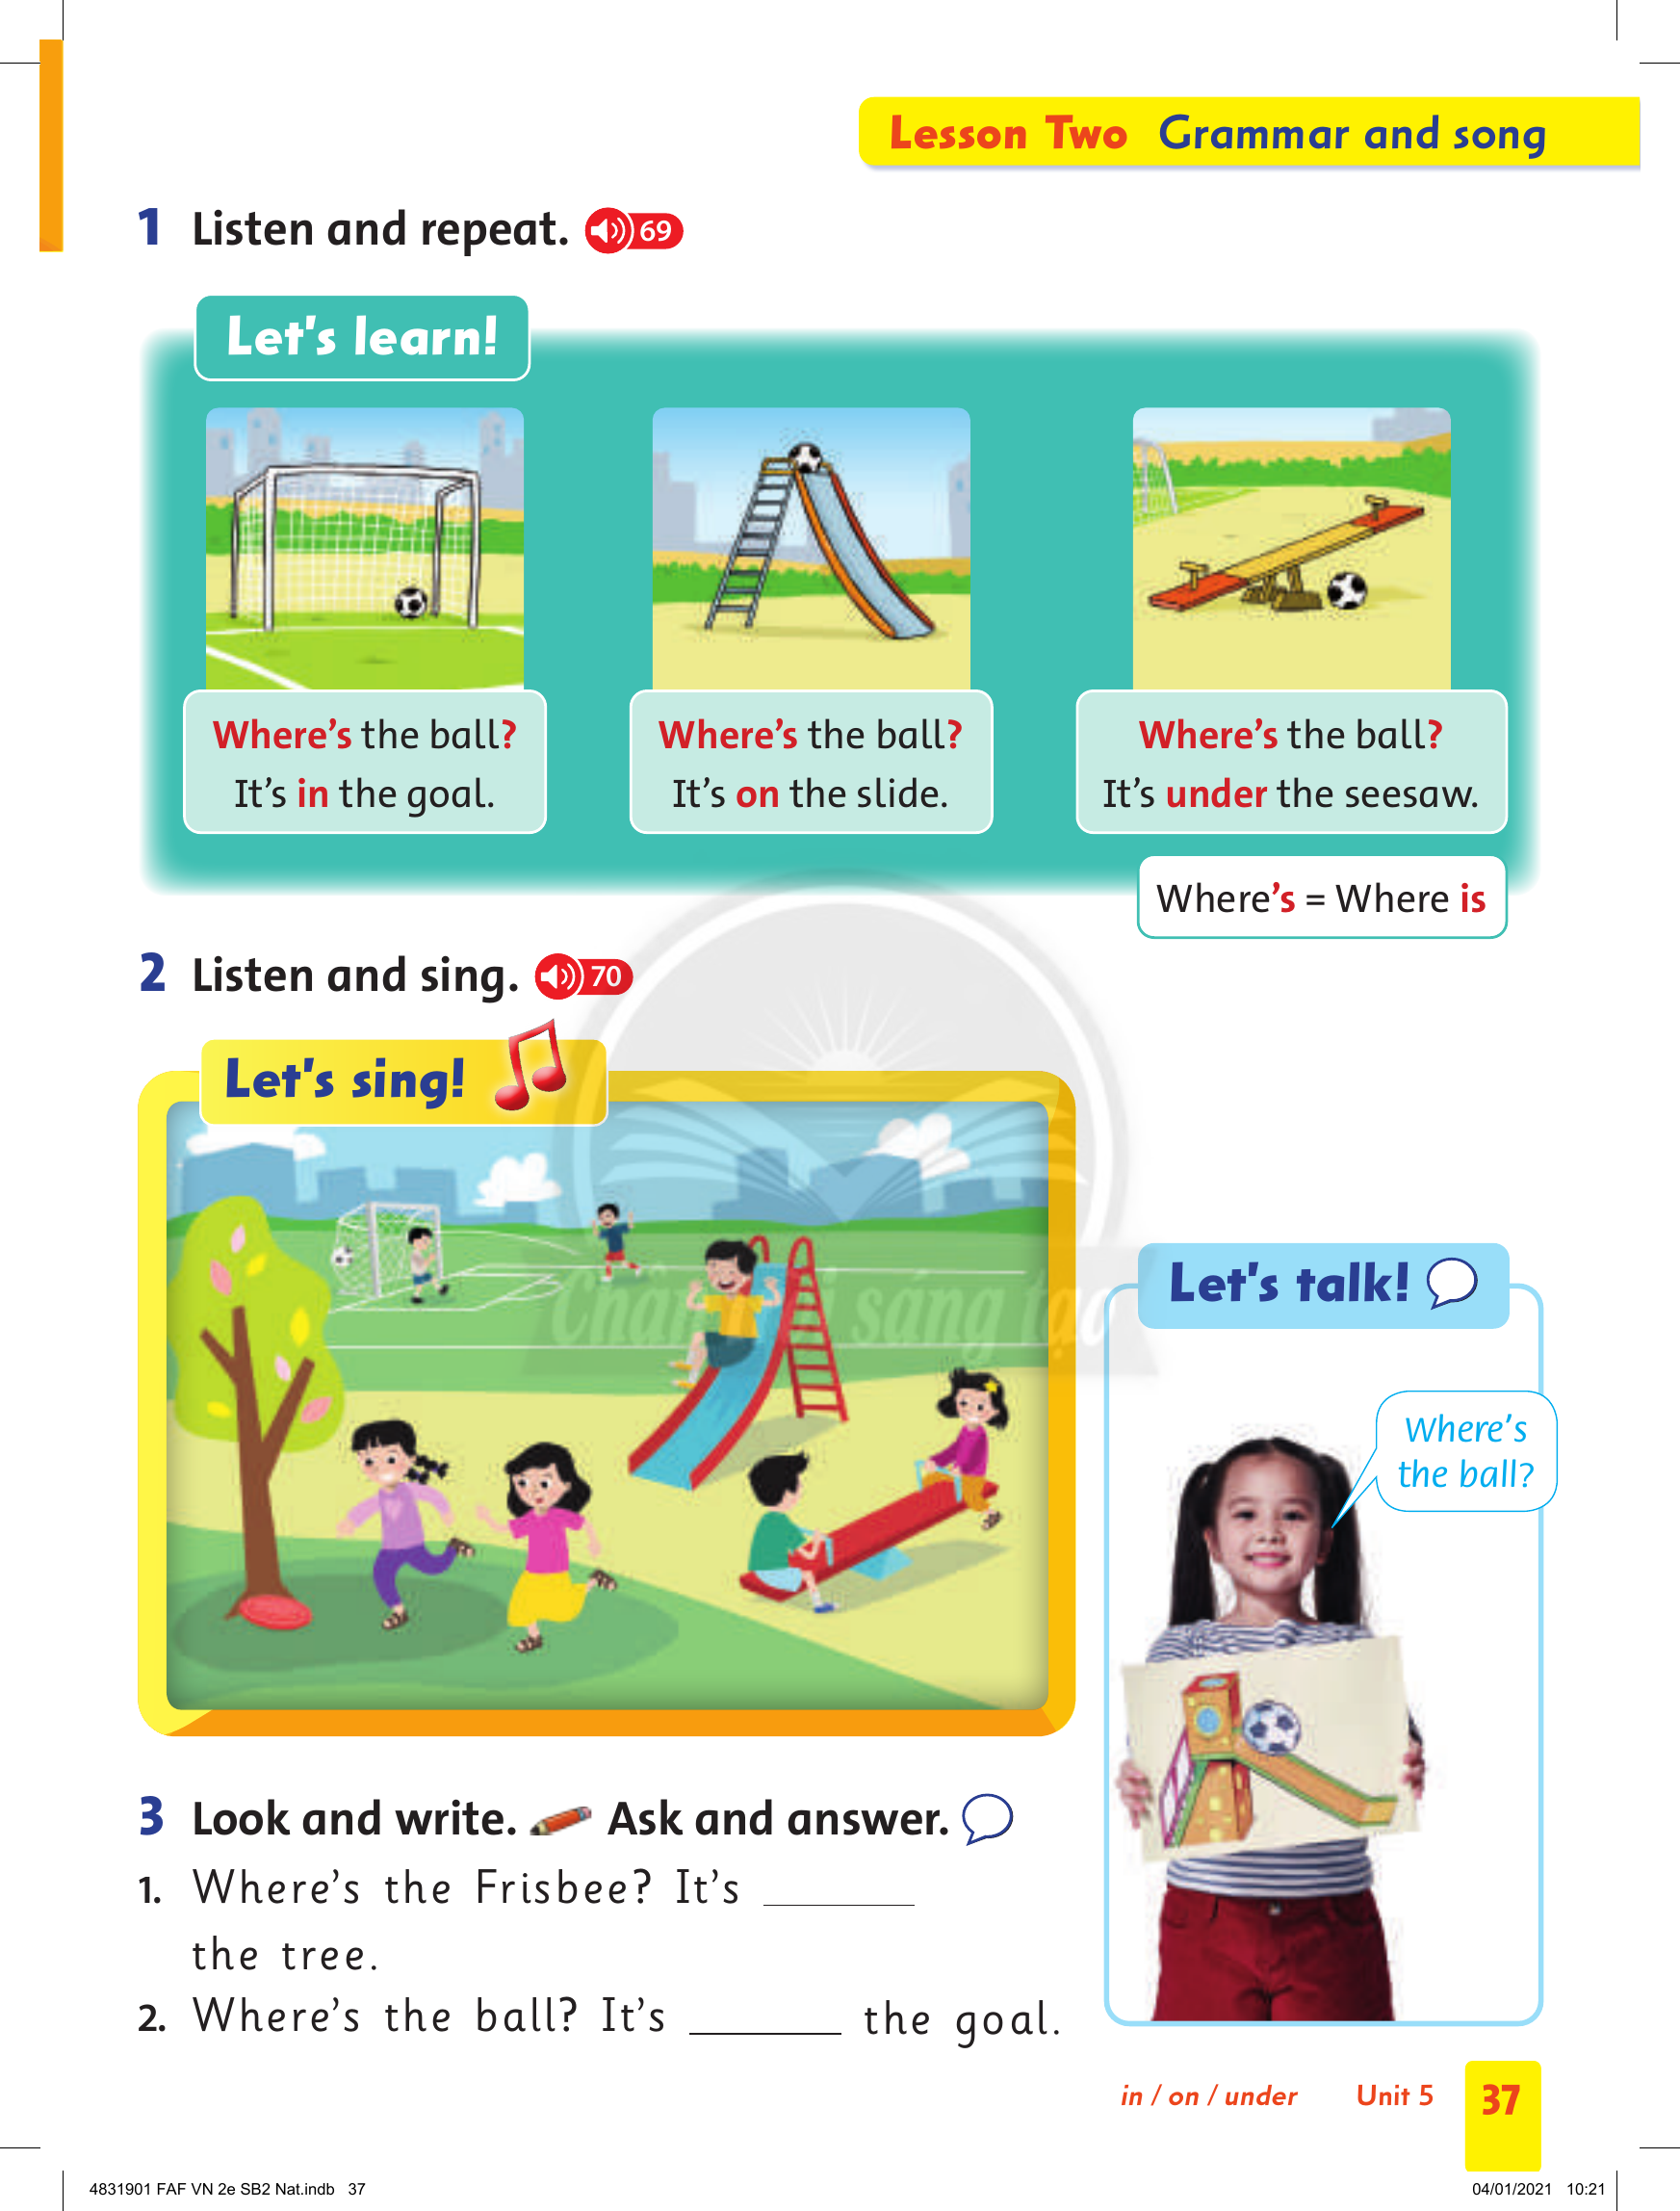 Lesson Two Grammar and song
1 Listen and repeat. 69
Let's learn!
Where's the ball?
It's in the goal.
Where's the ball?
It's on the slide.
Where's the ball?
It's under the seesaw.
Where's = Where is
2 Listen and sing. 70
Let's sing!
Chân trời sáng tạo
Let's talk!
Where's
the ball?
3 Look and write. Ask and answer.
1. Where's the Frisbee? It's ______
the tree.
2. Where's the ball? It's ______ the goal.
in / on / under Unit 5 37
4831901 FAF VN 2e SB2 Nat.indb 37
04/01/2021 10:21